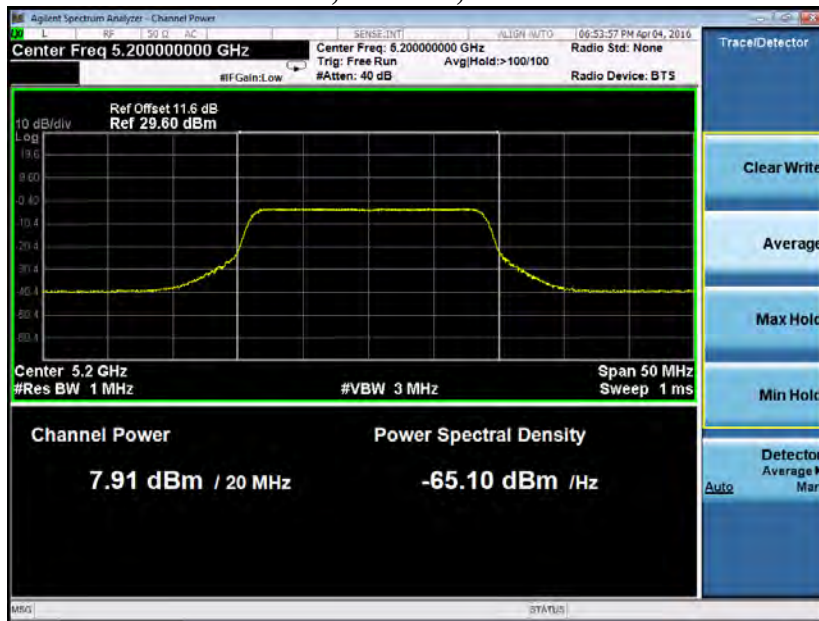 Agilent Spectrum Analyzer - Channel Power
L RF 50 Ω AC SENSE:INT ALIGN AUTO 06:53:57 PM Apr 04, 2016
Center Freq 5.200000000 GHz
Center Freq: 5.200000000 GHz
Radio Std: None
Trig: Free Run Avg|Hold:>100/100
#IFGain:Low
#Atten: 40 dB
Radio Device: BTS
Trace/Detector
Ref Offset 11.6 dB
10 dB/div Ref 29.60 dBm
Log
19.6
9.60
-0.40
-10.4
-20.4
-30.4
-40.4
-50.4
-60.4
Center 5.2 GHz
Span 50 MHz
#Res BW 1 MHz
#VBW 3 MHz
Sweep 1 ms
Channel Power
Power Spectral Density
7.91 dBm / 20 MHz
-65.10 dBm /Hz
Clear Write
Average
Max Hold
Min Hold
Detector
Average
Auto Man
MSG
STATUS